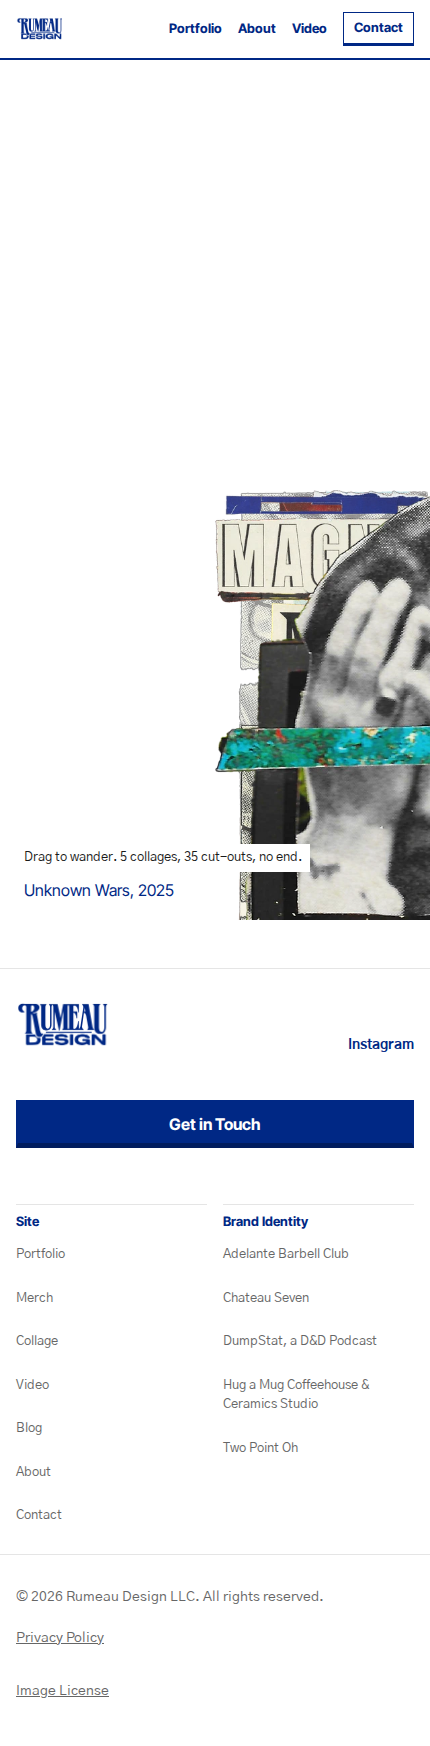 RUMEAU
DESIGN
Portfolio
About
Video
Contact
MAGN
Drag to wander. 5 collages, 35 cut-outs, no end.
Unknown Wars, 2025
RUMEAU
DESIGN
Instagram
Get in Touch
Site
Portfolio
Merch
Collage
Video
Blog
About
Contact
Brand Identity
Adelante Barbell Club
Chateau Seven
DumpStat, a D&D Podcast
Hug a Mug Coffeehouse &
Ceramics Studio
Two Point Oh
© 2026 Rumeau Design LLC. All rights reserved.
Privacy Policy
Image License